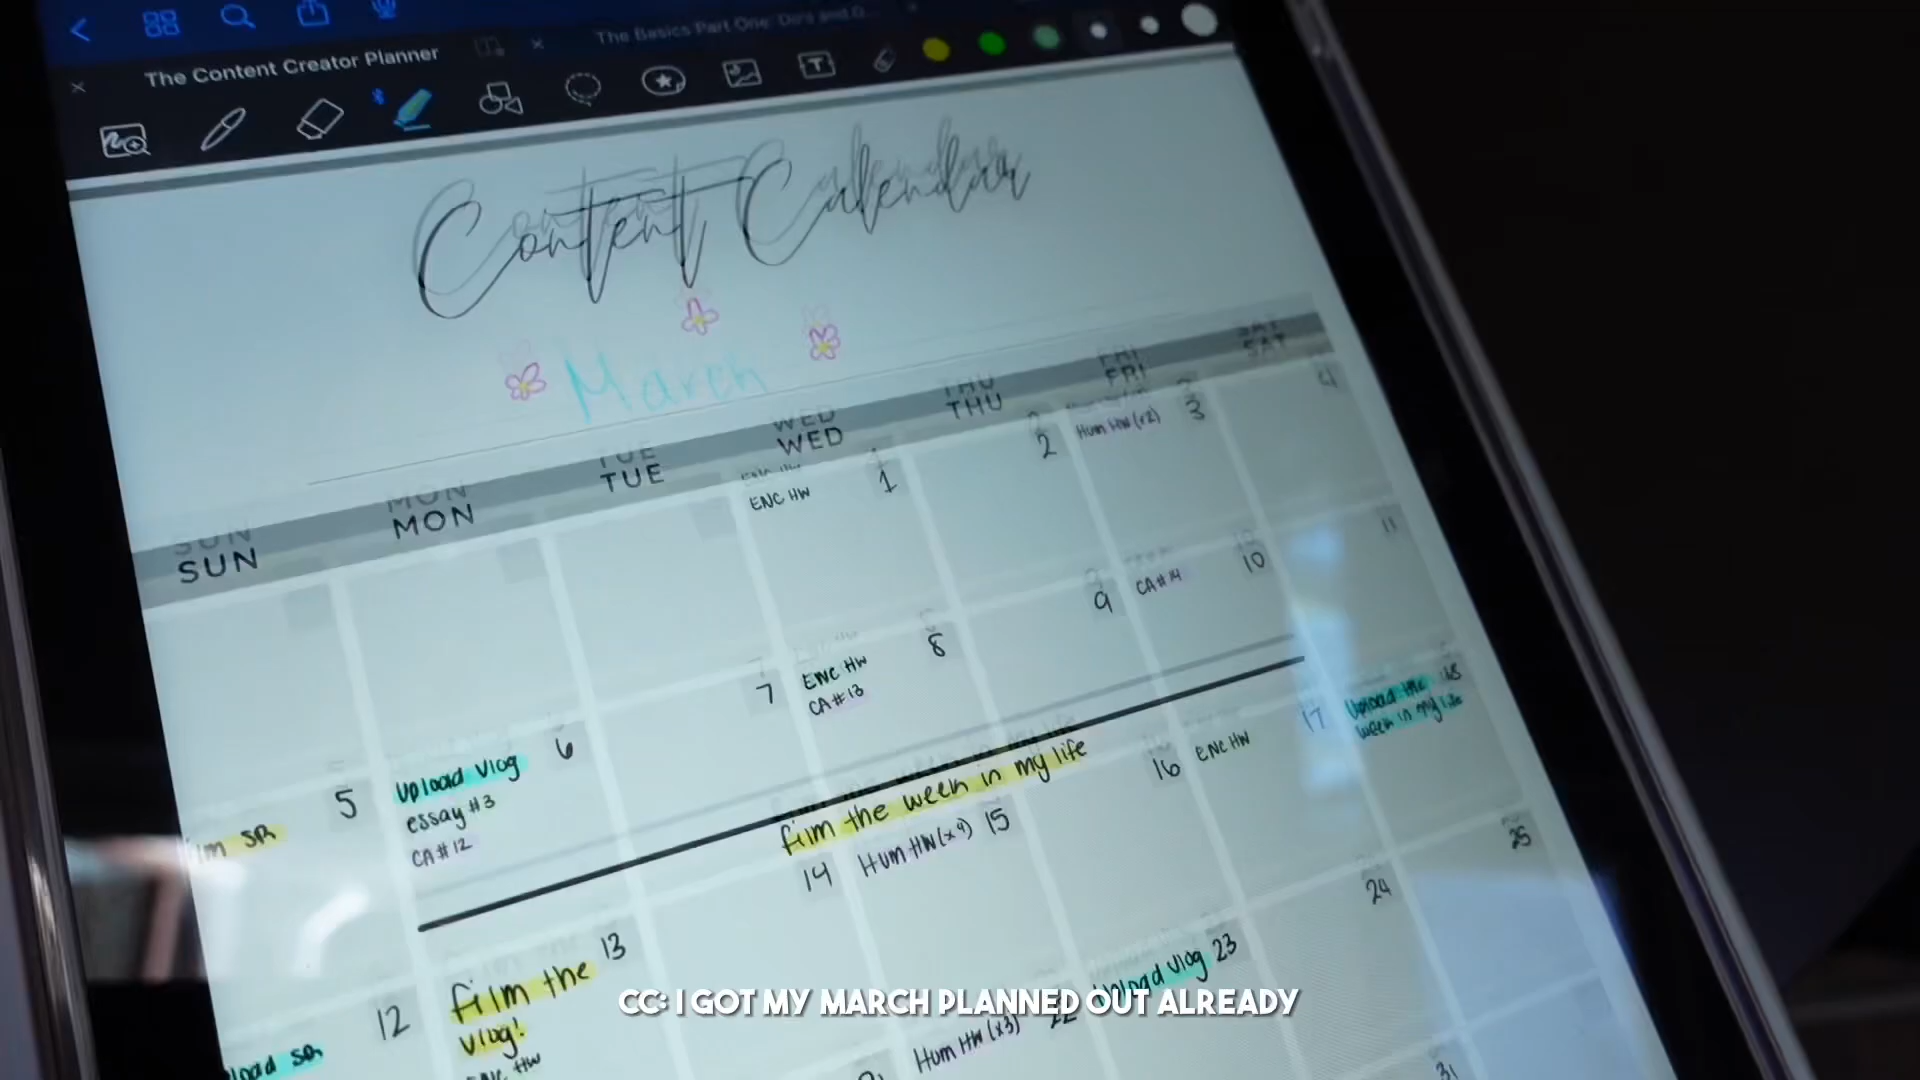 The Content Creator Planner
The Basics Part One: Do's and D...
Content Calendar
March
SUN MON TUE WED THU FRI SAT
ENC HW 1
2
Hum HW (x2) 3
4
5
Upload Vlog 6
essay #3
CA #12
7
ENC HW 8
CA #13
9
CA #14 10
11
12
film the 13
vlog!
ENC HW
film the week in my life
14
Hum HW (x4) 15
16
ENC HW 17
Upload the 18
week in my life
Hum HW (x3) 22
Upload Vlog 23
24
25
31
CC: I GOT MY MARCH PLANNED OUT ALREADY